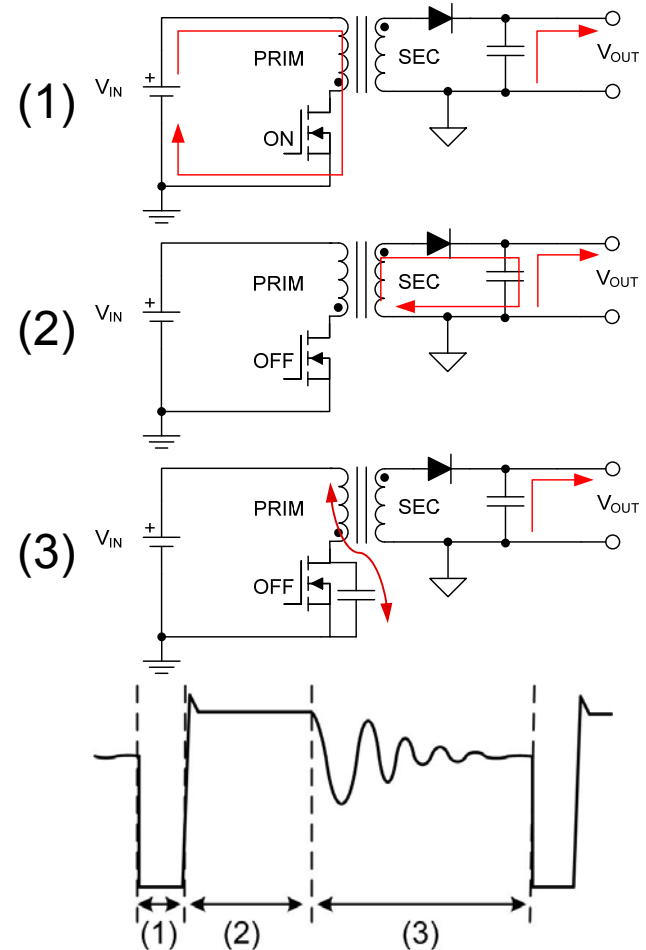 PRIM
SEC
V_OUT
(1)
V_IN
+
ON
PRIM
SEC
V_OUT
(2)
V_IN
+
OFF
PRIM
SEC
V_OUT
(3)
V_IN
+
OFF
(1)
(2)
(3)